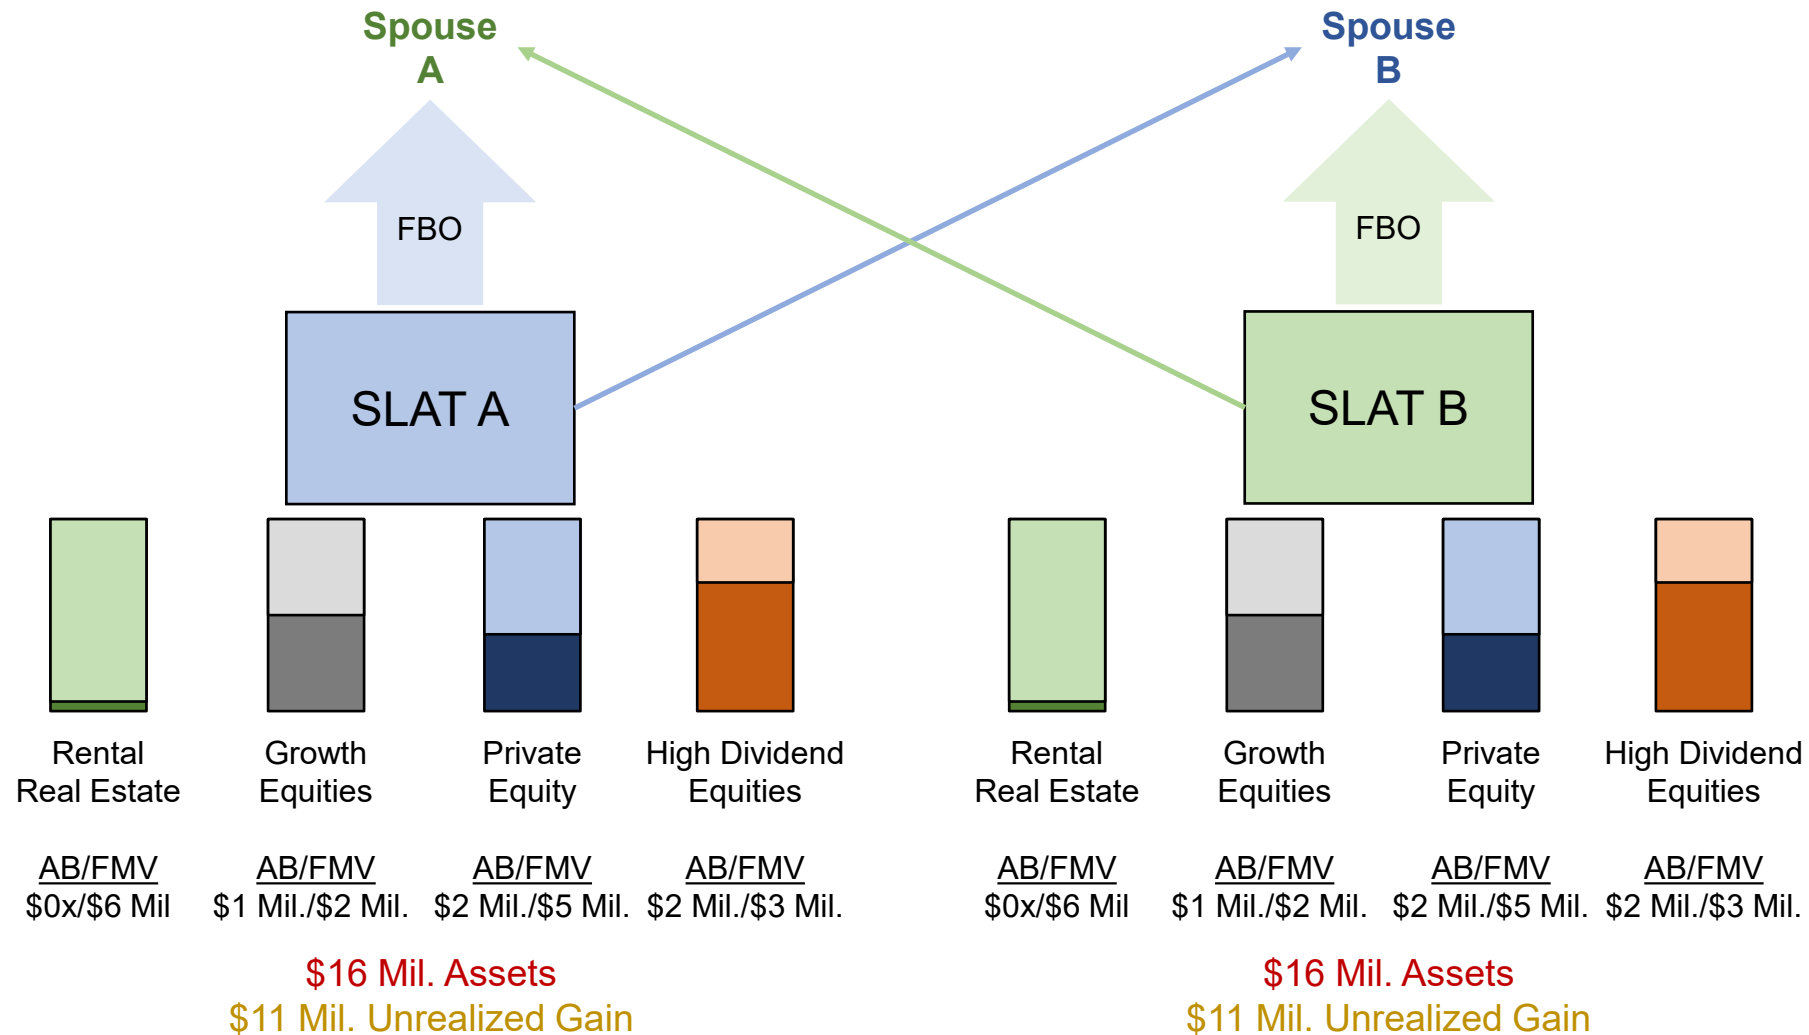 Spouse
A
Spouse
B
FBO
FBO
SLAT A
SLAT B
Rental
Real Estate
Growth
Equities
Private
Equity
High Dividend
Equities
Rental
Real Estate
Growth
Equities
Private
Equity
High Dividend
Equities
AB/FMV
$0x/$6 Mil
AB/FMV
$1 Mil./$2 Mil.
AB/FMV
$2 Mil./$5 Mil.
AB/FMV
$2 Mil./$3 Mil.
AB/FMV
$0x/$6 Mil
AB/FMV
$1 Mil./$2 Mil.
AB/FMV
$2 Mil./$5 Mil.
AB/FMV
$2 Mil./$3 Mil.
$16 Mil. Assets
$11 Mil. Unrealized Gain
$16 Mil. Assets
$11 Mil. Unrealized Gain